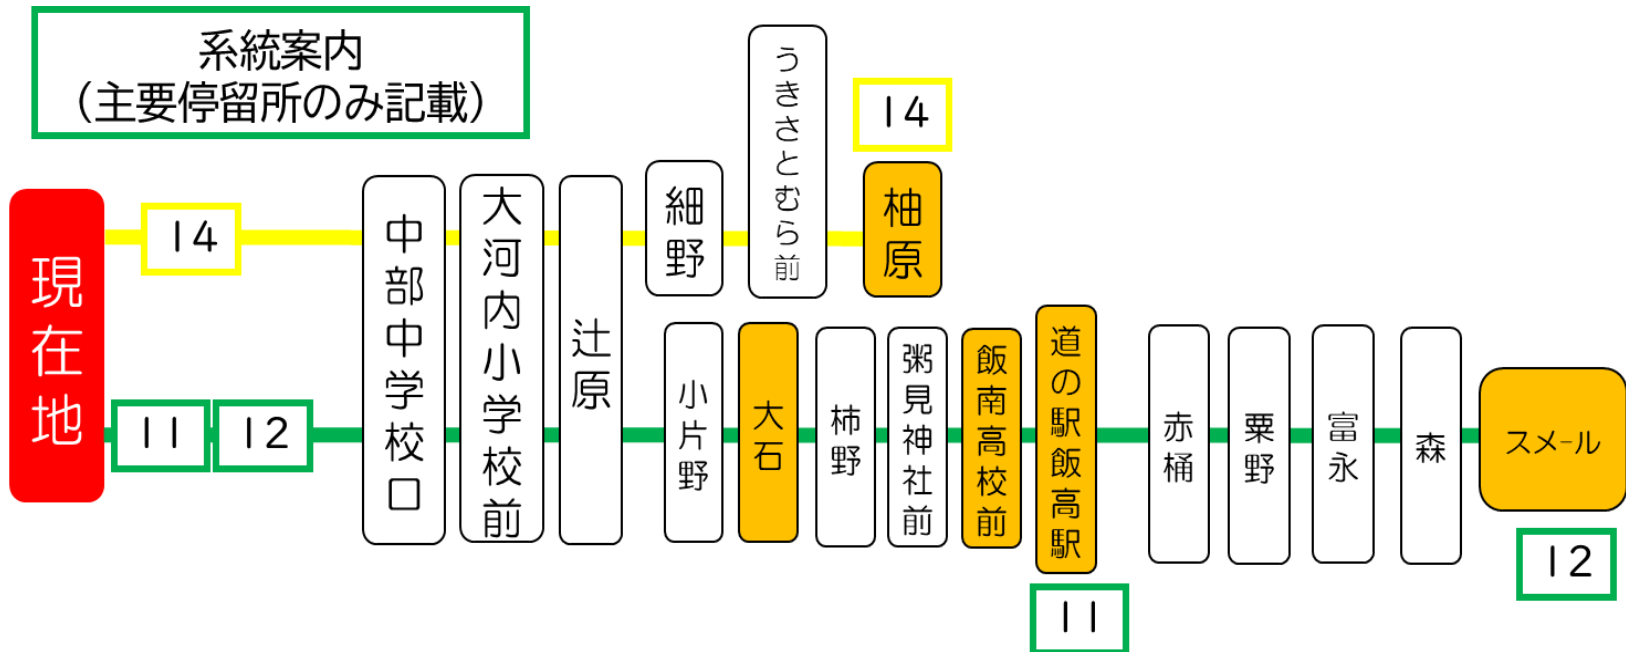 系統案内
（主要停留所のみ記載）
現在地
14
11
12
中部中学校口
大河内小学校前
辻原
細野
うきさとむら前
14
柚原
小片野
大石
柿野
粥見神社前
飯南高校前
道の駅飯高駅
11
赤桶
粟野
富永
森
スメール
12